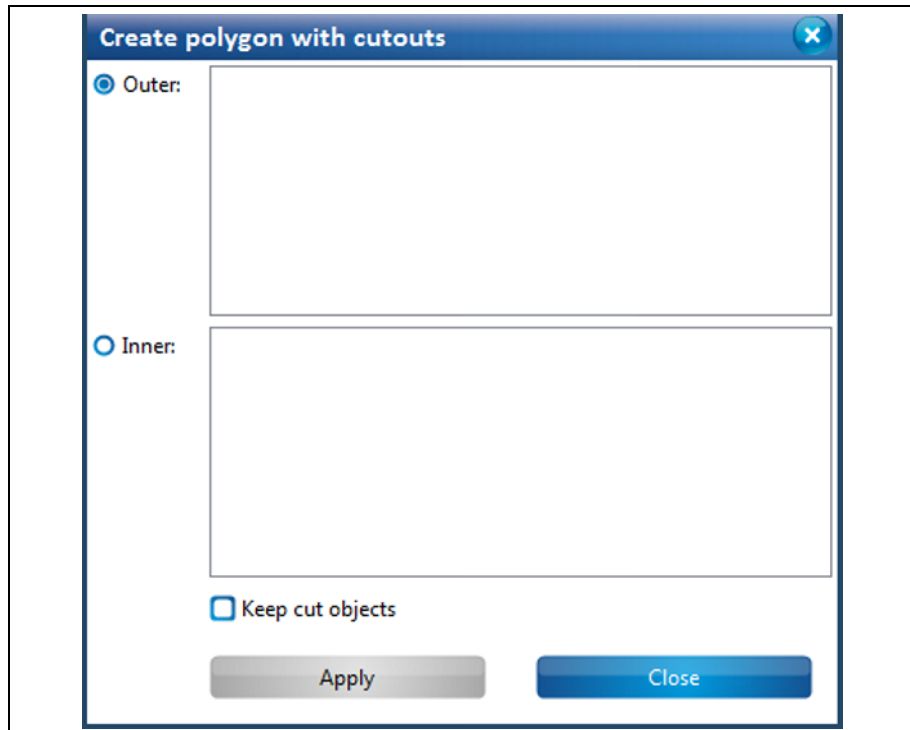 Create polygon with cutouts
Outer:
Inner:
Keep cut objects
Apply Close